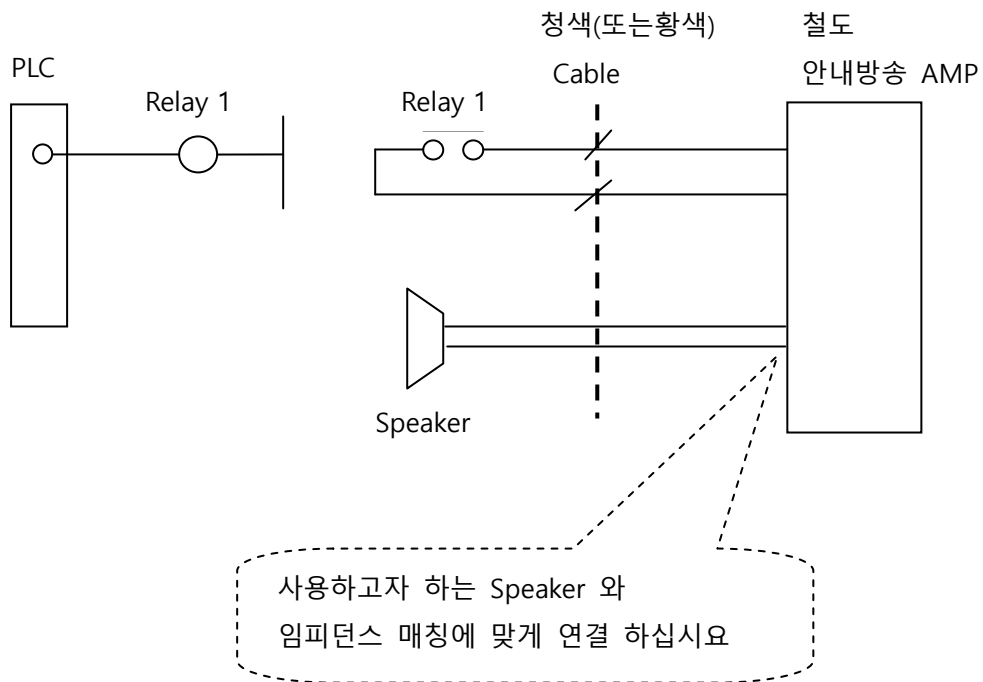 청색(또는황색)
Cable
철도
안내방송 AMP
PLC
Relay 1
Relay 1
Speaker
사용하고자 하는 Speaker 와
임피던스 매칭에 맞게 연결 하십시요